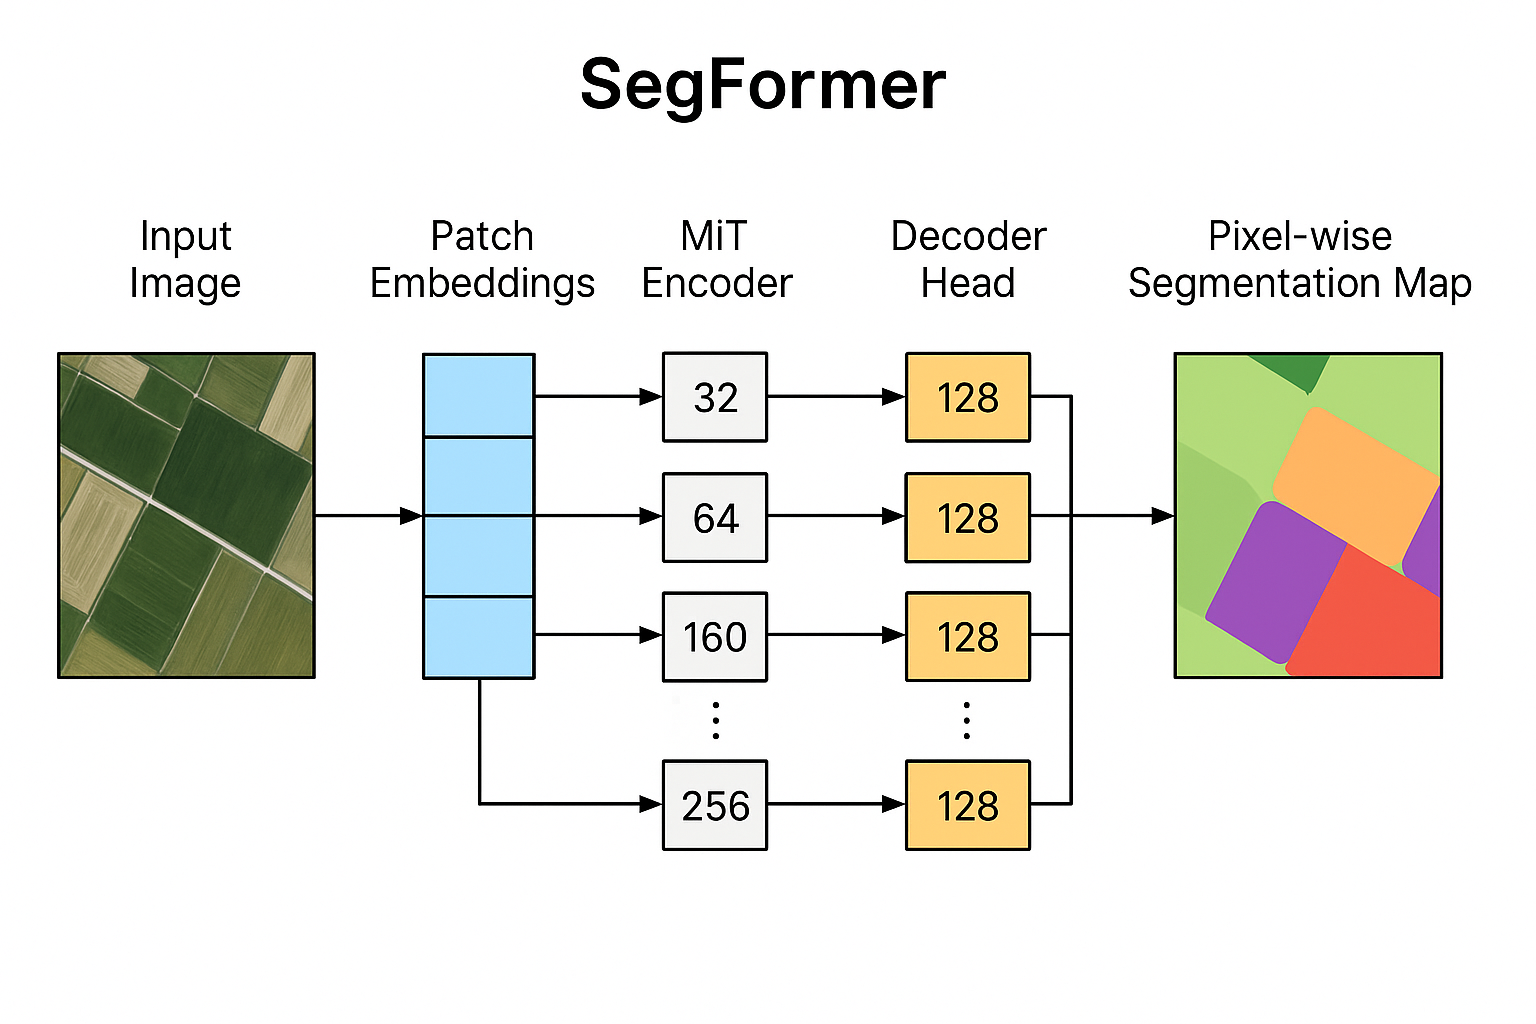 SegFormer
Input
Image
Patch
Embeddings
MiT
Encoder
Decoder
Head
Pixel-wise
Segmentation Map
32
128
64
128
160
128
256
128